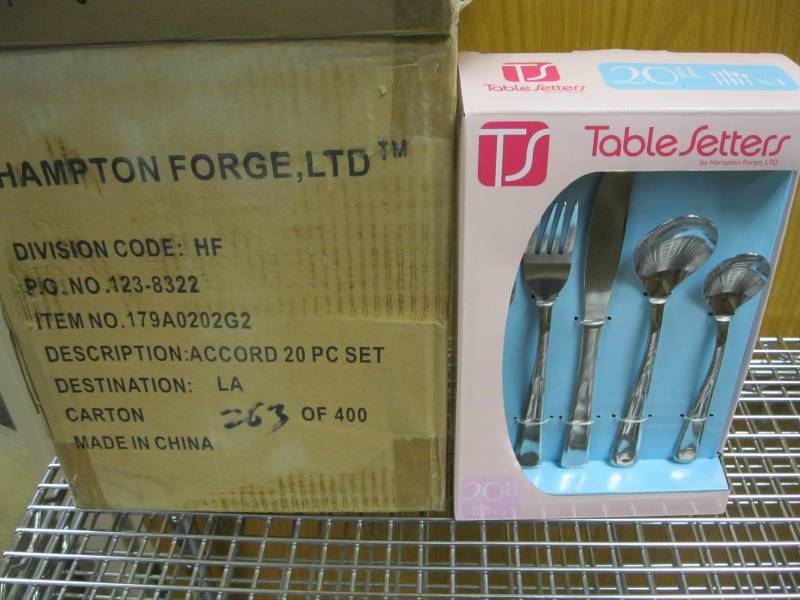 HAMPTON FORGE, LTD™
DIVISION CODE: HF
P.G. NO. 123-8322
ITEM NO. 179A0202G2
DESCRIPTION: ACCORD 20 PC SET
DESTINATION: LA
CARTON 263 OF 400
MADE IN CHINA
TS
Table Setters
20 x4
TS
Table Setters
by Hampton Forge, LTD
20